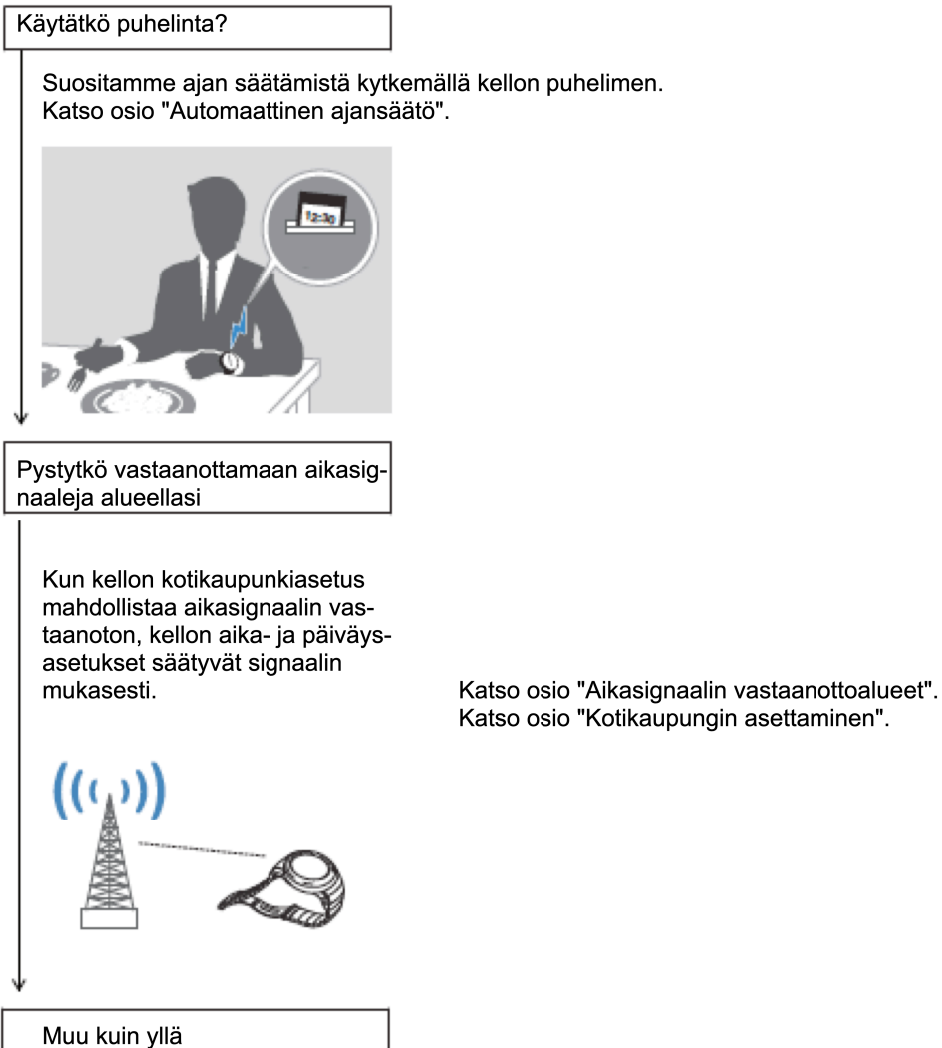 Käytätkö puhelinta?
Suositamme ajan säätämistä kytkemällä kellon puhelimen.
Katso osio "Automaattinen ajansäätö".
12:30
Pystytkö vastaanottamaan aikasig-
naaleja alueellasi
Kun kellon kotikaupunkiasetus
mahdollistaa aikasignaalin vas-
taanoton, kellon aika- ja päiväys-
asetukset säätyvät signaalin
mukasesti.
Katso osio "Aikasignaalin vastaanottoalueet".
Katso osio "Kotikaupungin asettaminen".
Muu kuin yllä